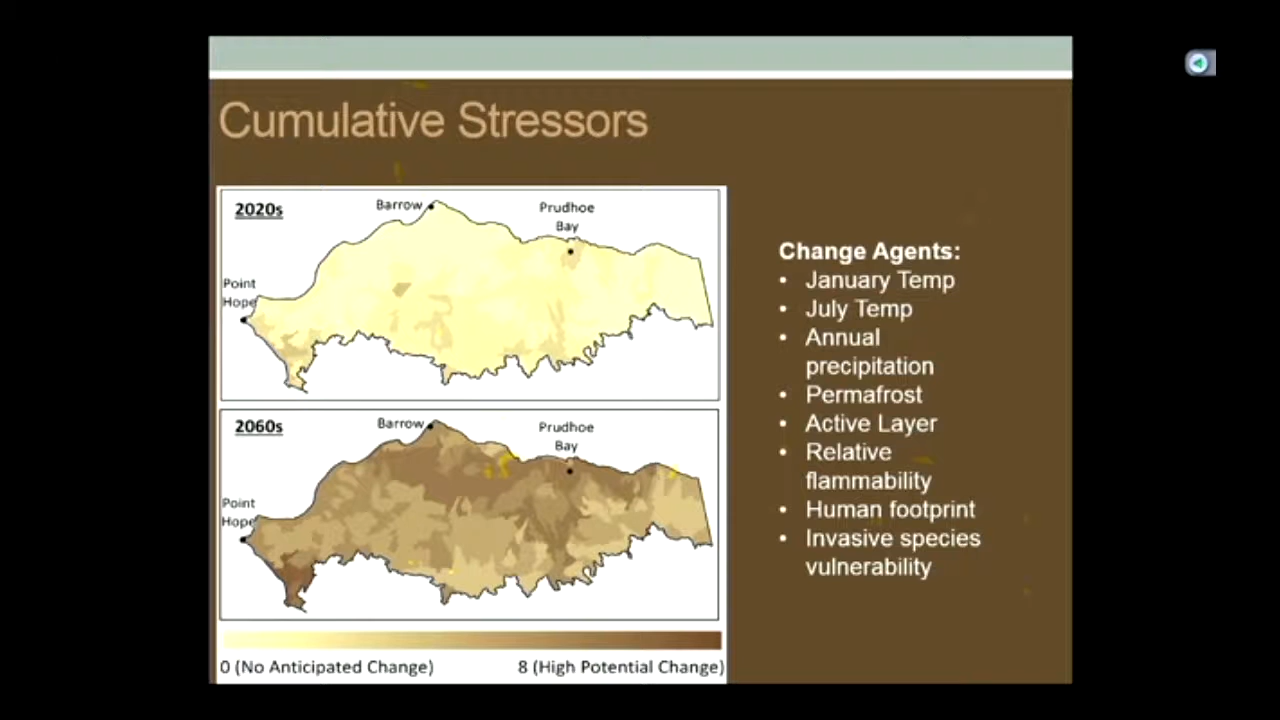 Cumulative Stressors
2020s
Barrow
Prudhoe
Bay
Point
Hope
2060s
Barrow
Prudhoe
Bay
Point
Hope
0 (No Anticipated Change)
8 (High Potential Change)
Change Agents:
• January Temp
• July Temp
• Annual
precipitation
• Permafrost
• Active Layer
• Relative
flammability
• Human footprint
• Invasive species
vulnerability